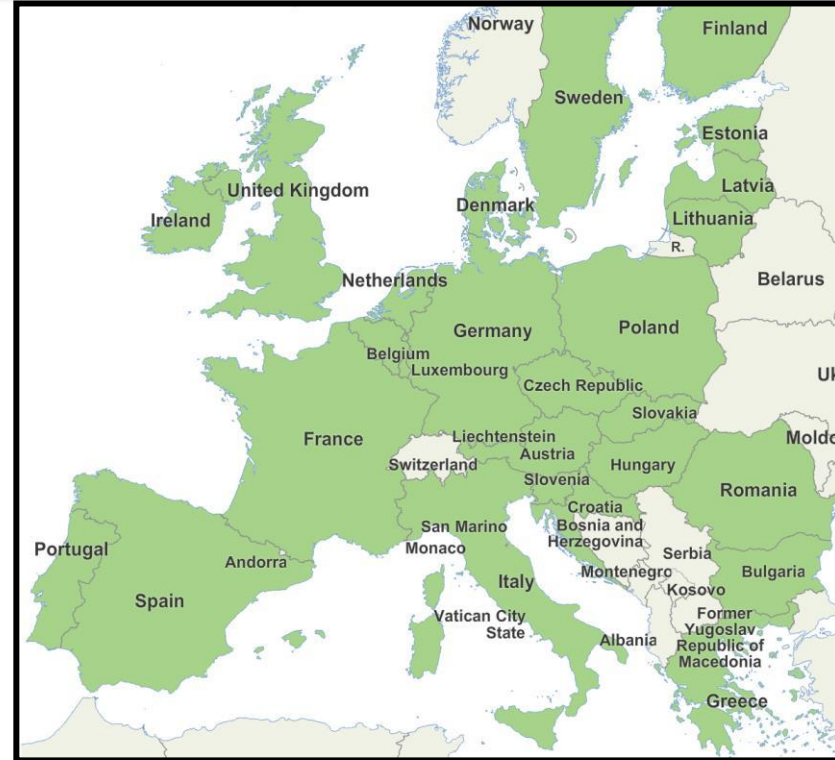 Norway
Finland
Sweden
Estonia
Latvia
United Kingdom
Denmark
Ireland
Lithuania
R.
Netherlands
Belarus
Germany
Poland
Belgium
Luxembourg
Czech Republic
Uk
Slovakia
France
Liechtenstein
Austria
Switzerland
Hungary
Moldo
Slovenia
Romania
Croatia
San Marino
Bosnia and
Herzegovina
Monaco
Portugal
Andorra
Serbia
Montenegro
Bulgaria
Italy
Kosovo
Spain
Vatican City
State
Former
Yugoslav
Republic of
Macedonia
Albania
Greece